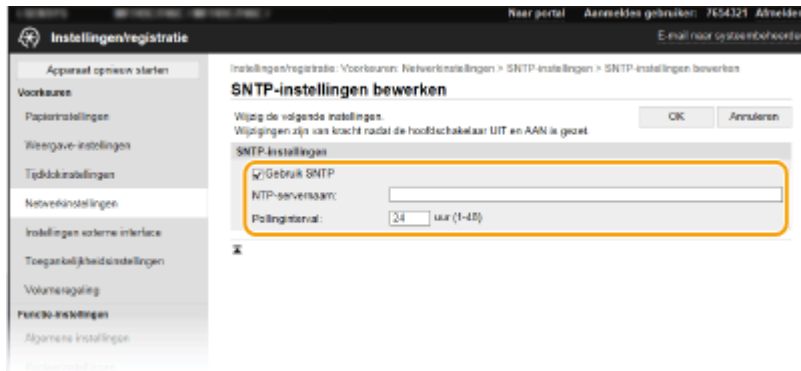 Naar portal Aanmelden gebruiker: 7654321 Afmelden
Instellingen/registratie
E-mail naar systeembeheerder
Apparaat opnieuw starten
Voorkeuren
Papierinstellingen
Weergave-instellingen
Tijdklokinstellingen
Netwerkinstellingen
Instellingen externe interface
Toegankelijkheidsinstellingen
Volumeregeling
Functie-instellingen
Algemene instellingen
Instellingen/registratie: Voorkeuren: Netwerkinstellingen > SNTP-instellingen > SNTP-instellingen bewerken
SNTP-instellingen bewerken
Wijzig de volgende instellingen.
Wijzigingen zijn van kracht nadat de hoofdschakelaar UIT en AAN is gezet.
OK Annuleren
SNTP-instellingen
Gebruik SNTP
NTP-servernaam:
Pollinginterval: 24 uur (1-48)